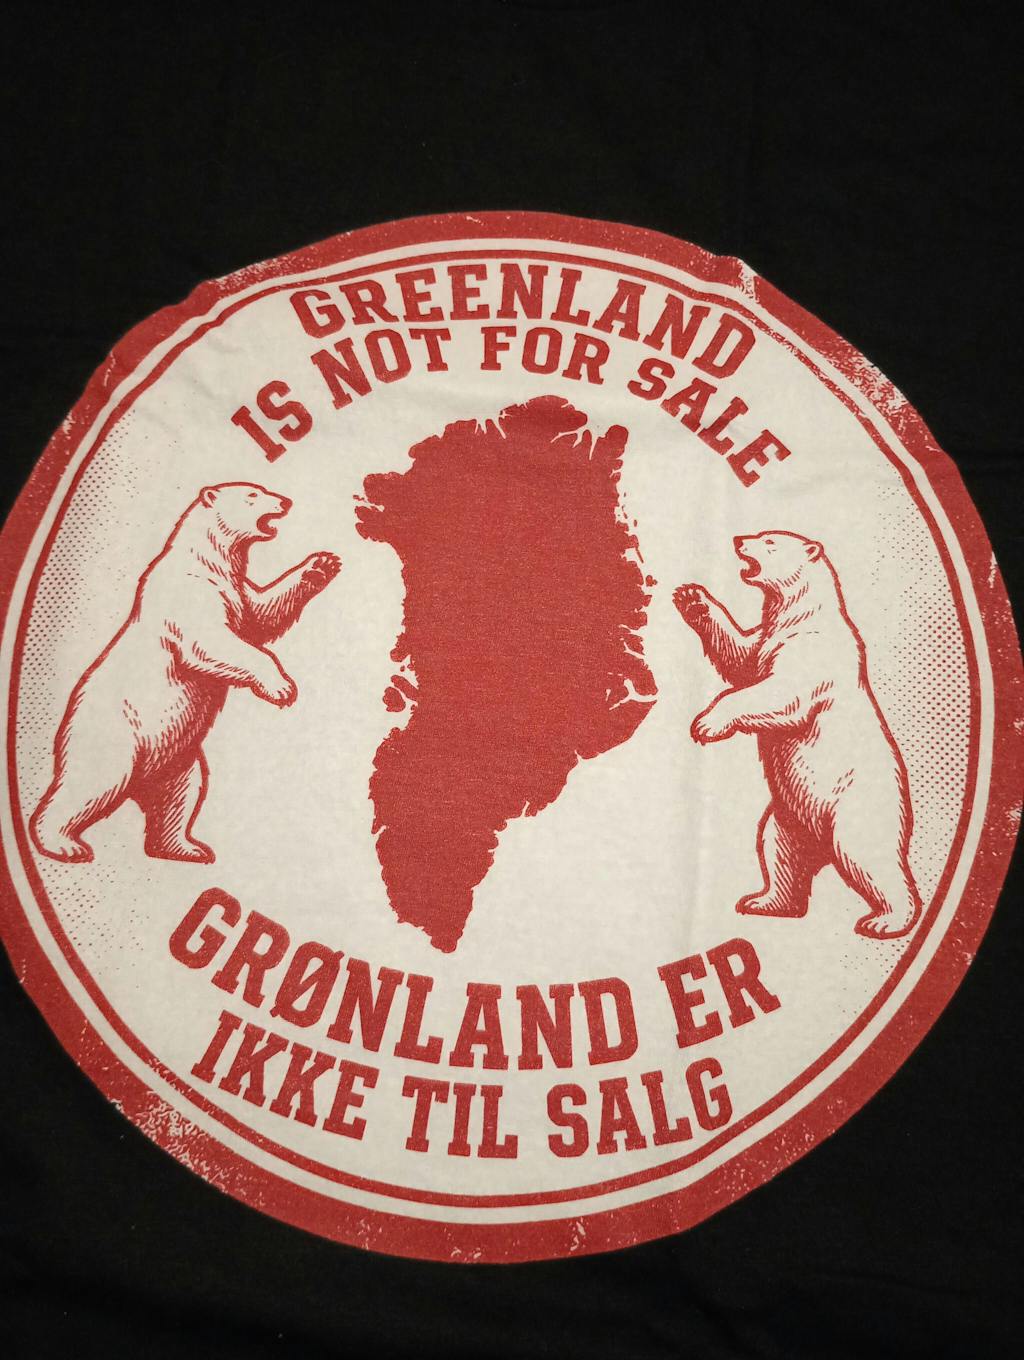 GREENLAND
IS NOT FOR SALE
GRØNLAND ER
IKKE TIL SALG